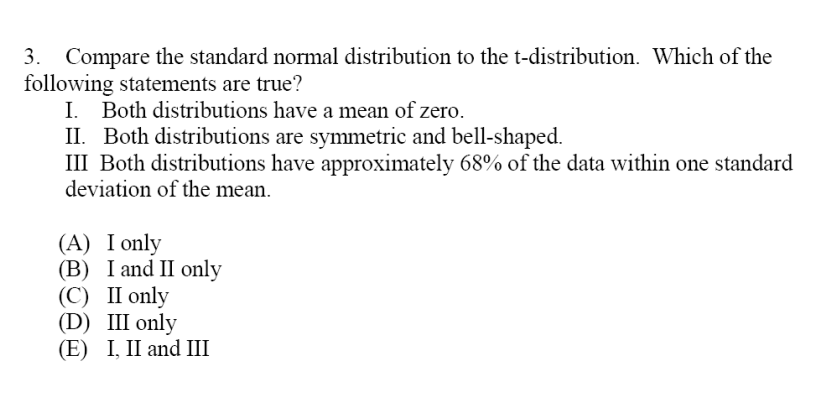 3. Compare the standard normal distribution to the t-distribution. Which of the
following statements are true?
I. Both distributions have a mean of zero.
II. Both distributions are symmetric and bell-shaped.
III Both distributions have approximately 68% of the data within one standard
deviation of the mean.
(A) I only
(B) I and II only
(C) II only
(D) III only
(E) I, II and III